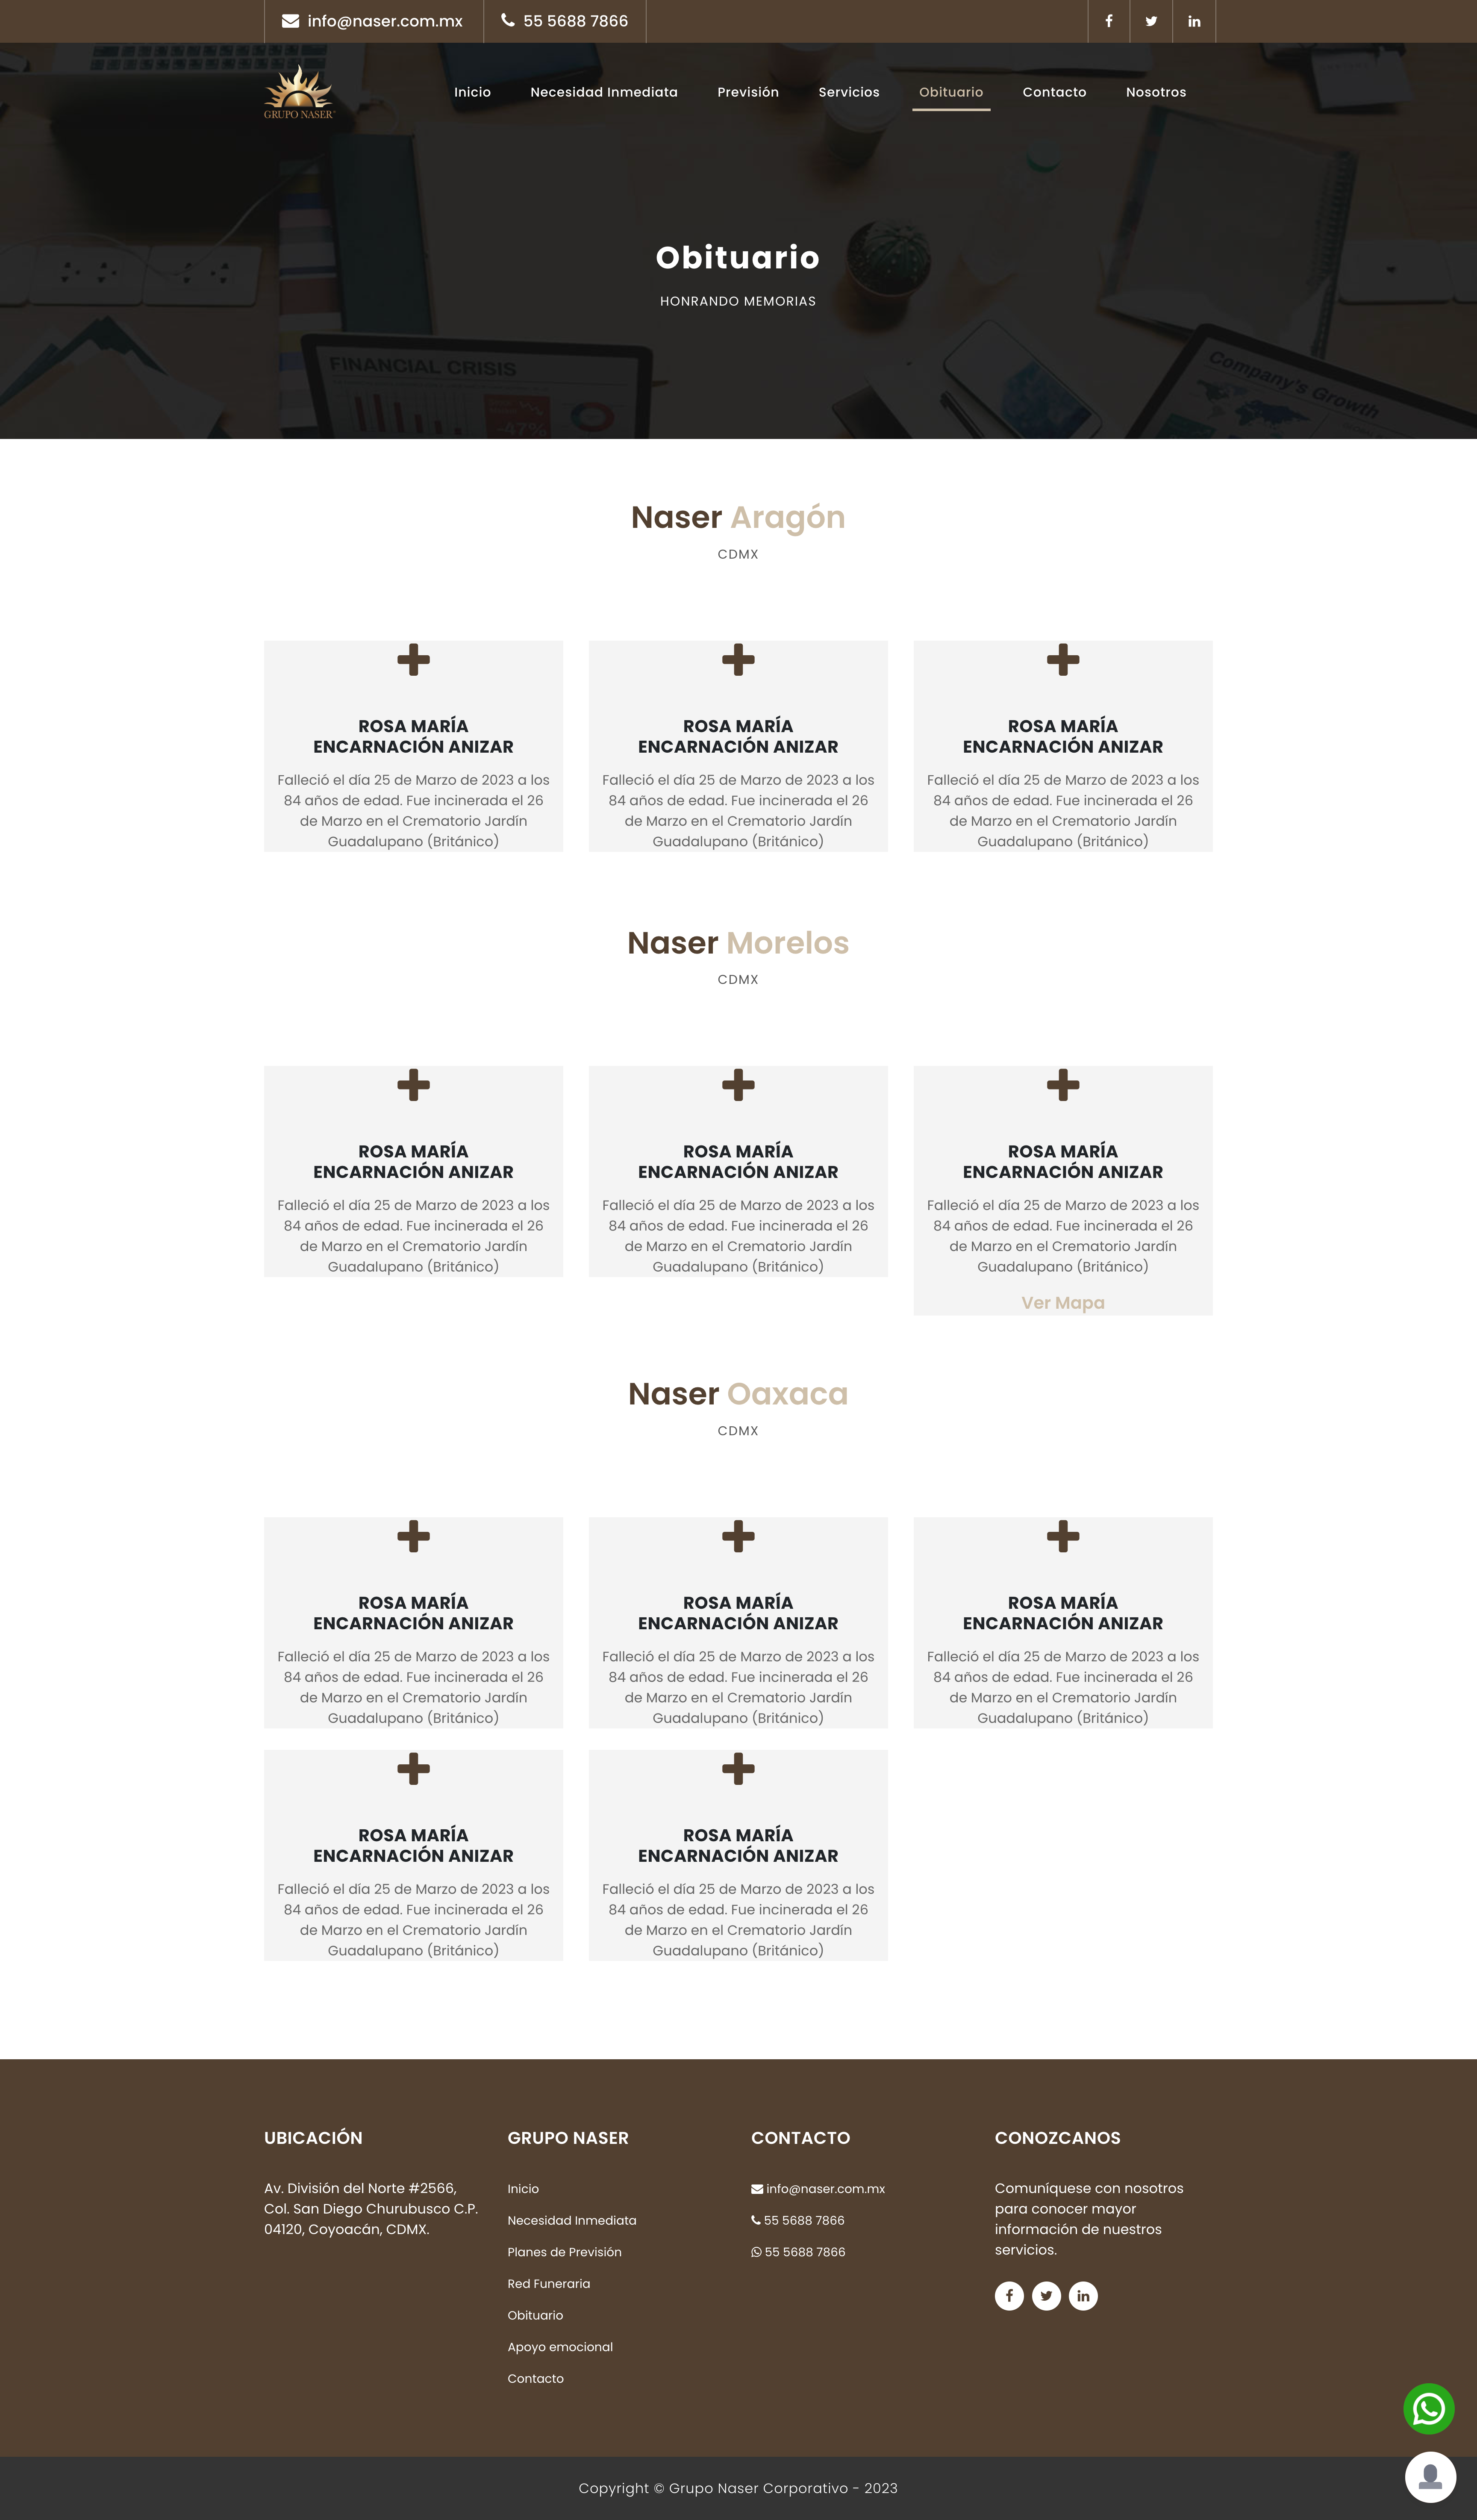 info@naser.com.mx 55 5688 7866
GRUPO NASER
Inicio Necesidad Inmediata Previsión Servicios Obituario Contacto Nosotros
Obituario
HONRANDO MEMORIAS
FINANCIAL CRISIS
-47%
Company's Growth
Naser Aragón
CDMX
ROSA MARÍA
ENCARNACIÓN ANIZAR
Falleció el día 25 de Marzo de 2023 a los
84 años de edad. Fue incinerada el 26
de Marzo en el Crematorio Jardín
Guadalupano (Británico)
ROSA MARÍA
ENCARNACIÓN ANIZAR
Falleció el día 25 de Marzo de 2023 a los
84 años de edad. Fue incinerada el 26
de Marzo en el Crematorio Jardín
Guadalupano (Británico)
ROSA MARÍA
ENCARNACIÓN ANIZAR
Falleció el día 25 de Marzo de 2023 a los
84 años de edad. Fue incinerada el 26
de Marzo en el Crematorio Jardín
Guadalupano (Británico)
Naser Morelos
CDMX
ROSA MARÍA
ENCARNACIÓN ANIZAR
Falleció el día 25 de Marzo de 2023 a los
84 años de edad. Fue incinerada el 26
de Marzo en el Crematorio Jardín
Guadalupano (Británico)
ROSA MARÍA
ENCARNACIÓN ANIZAR
Falleció el día 25 de Marzo de 2023 a los
84 años de edad. Fue incinerada el 26
de Marzo en el Crematorio Jardín
Guadalupano (Británico)
ROSA MARÍA
ENCARNACIÓN ANIZAR
Falleció el día 25 de Marzo de 2023 a los
84 años de edad. Fue incinerada el 26
de Marzo en el Crematorio Jardín
Guadalupano (Británico)
Ver Mapa
Naser Oaxaca
CDMX
ROSA MARÍA
ENCARNACIÓN ANIZAR
Falleció el día 25 de Marzo de 2023 a los
84 años de edad. Fue incinerada el 26
de Marzo en el Crematorio Jardín
Guadalupano (Británico)
ROSA MARÍA
ENCARNACIÓN ANIZAR
Falleció el día 25 de Marzo de 2023 a los
84 años de edad. Fue incinerada el 26
de Marzo en el Crematorio Jardín
Guadalupano (Británico)
ROSA MARÍA
ENCARNACIÓN ANIZAR
Falleció el día 25 de Marzo de 2023 a los
84 años de edad. Fue incinerada el 26
de Marzo en el Crematorio Jardín
Guadalupano (Británico)
ROSA MARÍA
ENCARNACIÓN ANIZAR
Falleció el día 25 de Marzo de 2023 a los
84 años de edad. Fue incinerada el 26
de Marzo en el Crematorio Jardín
Guadalupano (Británico)
ROSA MARÍA
ENCARNACIÓN ANIZAR
Falleció el día 25 de Marzo de 2023 a los
84 años de edad. Fue incinerada el 26
de Marzo en el Crematorio Jardín
Guadalupano (Británico)
UBICACIÓN
Av. División del Norte #2566,
Col. San Diego Churubusco C.P.
04120, Coyoacán, CDMX.
GRUPO NASER
Inicio
Necesidad Inmediata
Planes de Previsión
Red Funeraria
Obituario
Apoyo emocional
Contacto
CONTACTO
info@naser.com.mx
55 5688 7866
55 5688 7866
CONOZCANOS
Comuníquese con nosotros
para conocer mayor
información de nuestros
servicios.
Copyright © Grupo Naser Corporativo - 2023